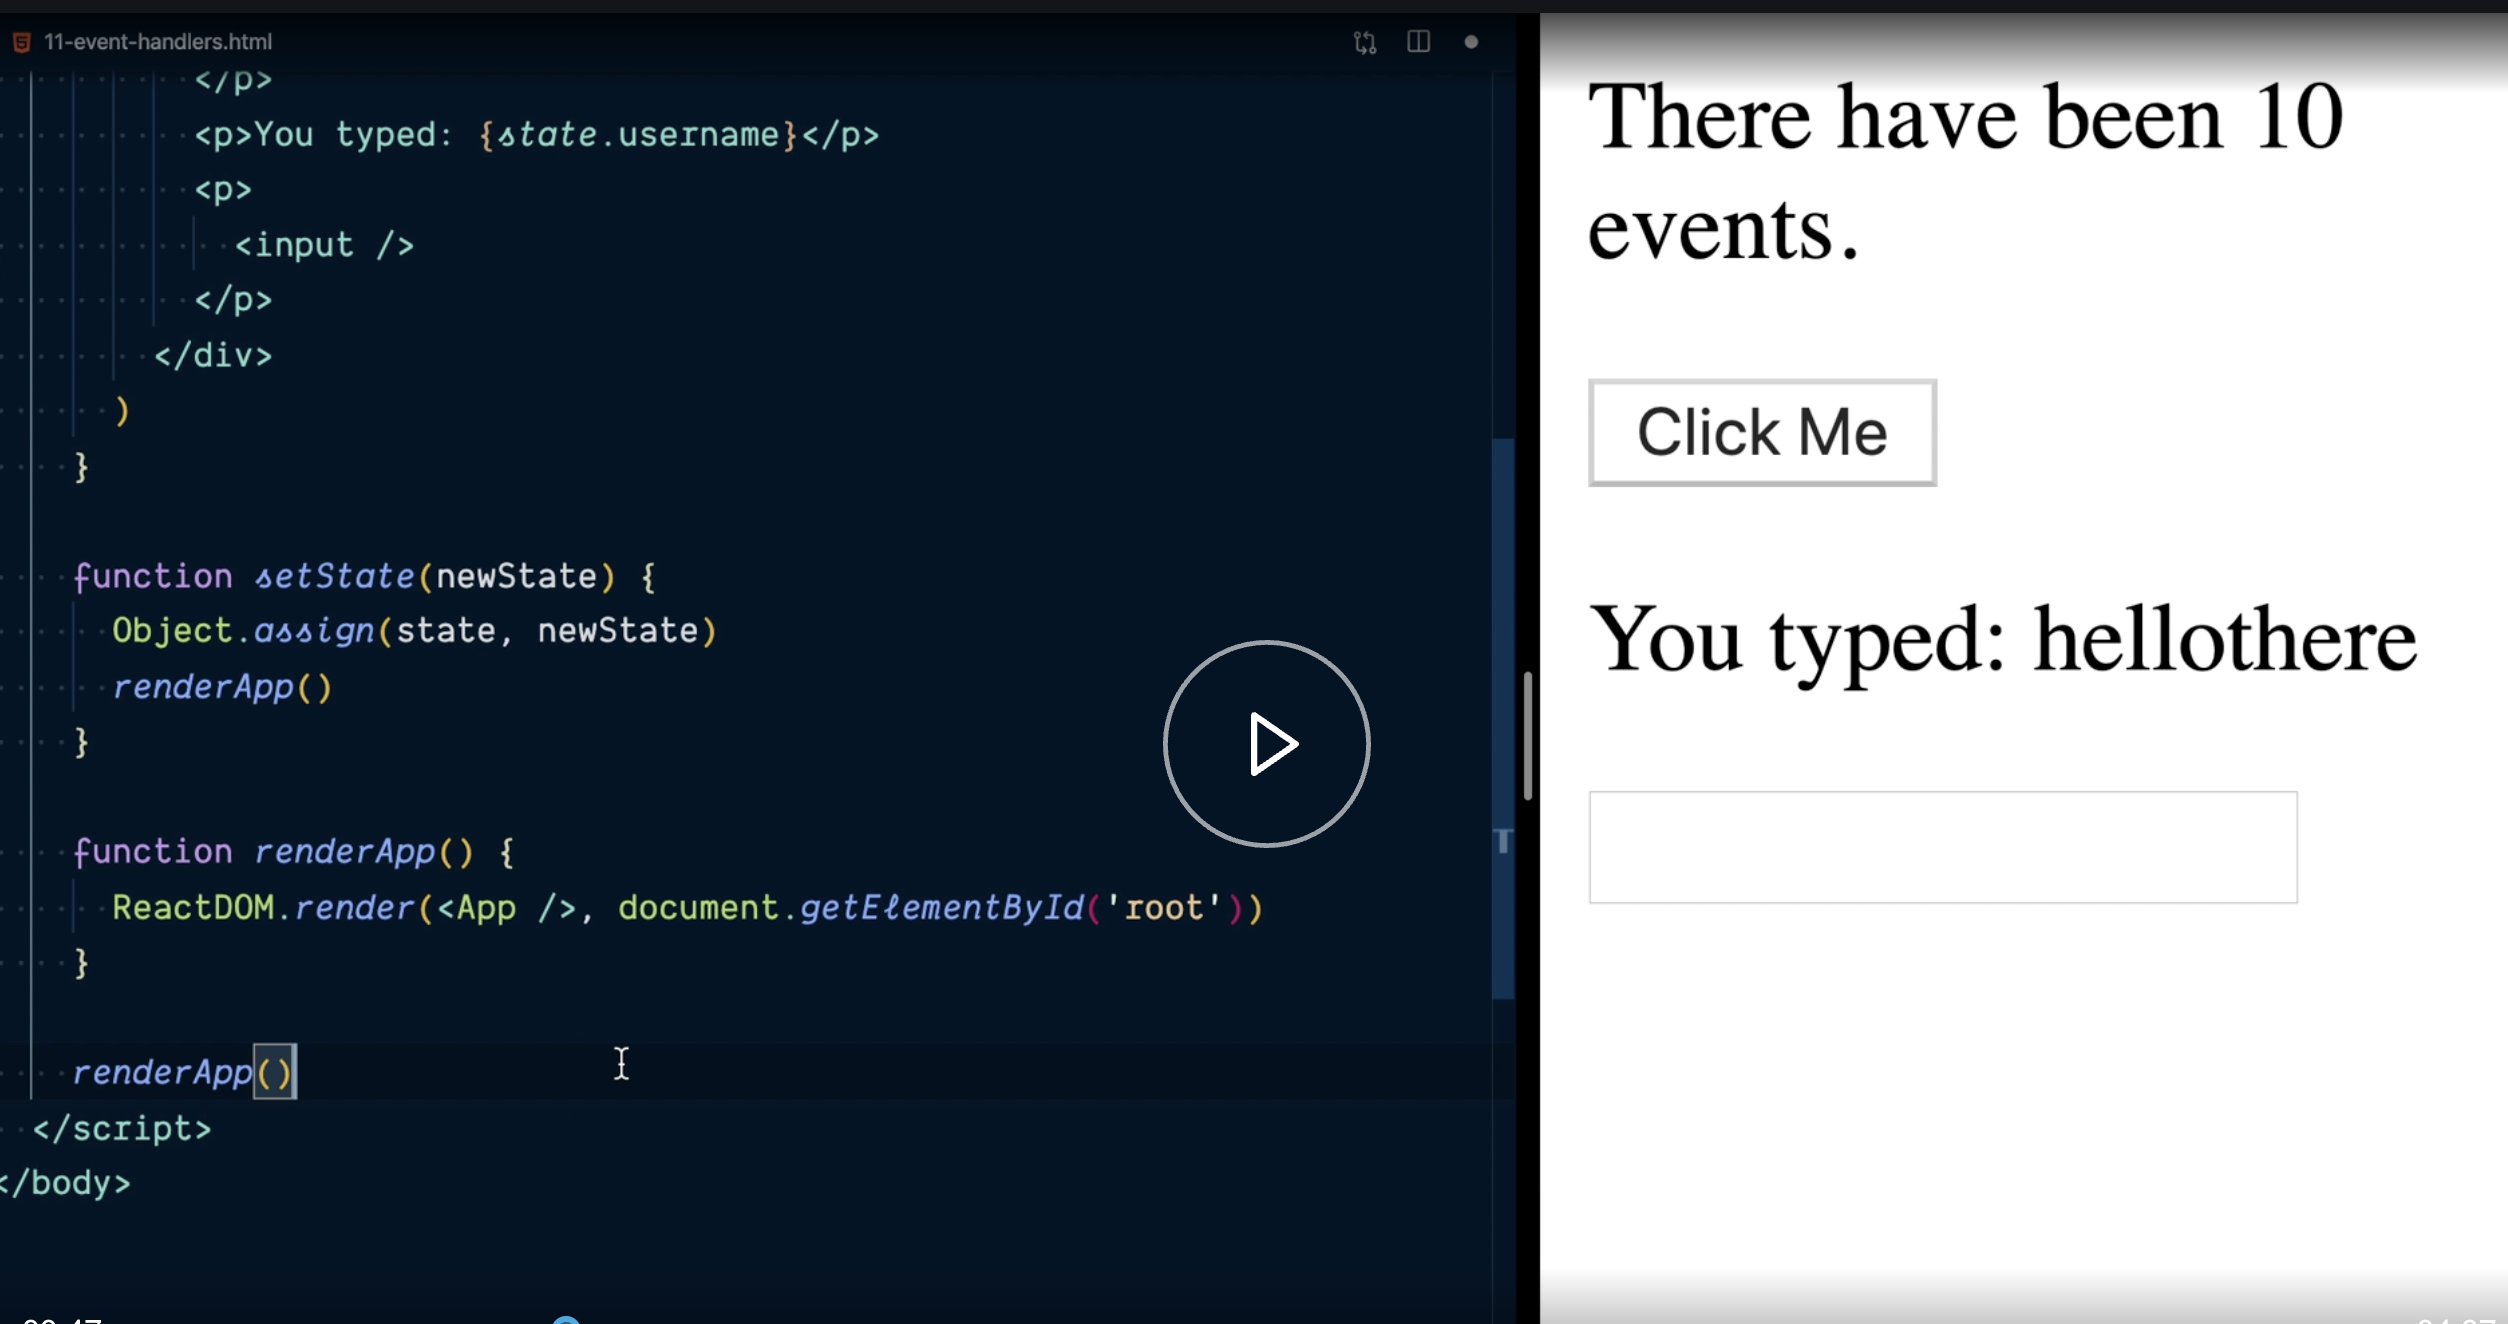 11-event-handlers.html
</p>
<p>You typed: {state.username}</p>
<p>
<input />
</p>
</div>
)
}
function setState(newState) {
Object.assign(state, newState)
renderApp()
}
function renderApp() {
ReactDOM.render(<App />, document.getElementById('root'))
}
renderApp()
</script>
</body>
There have been 10
events.
Click Me
You typed: hellothere